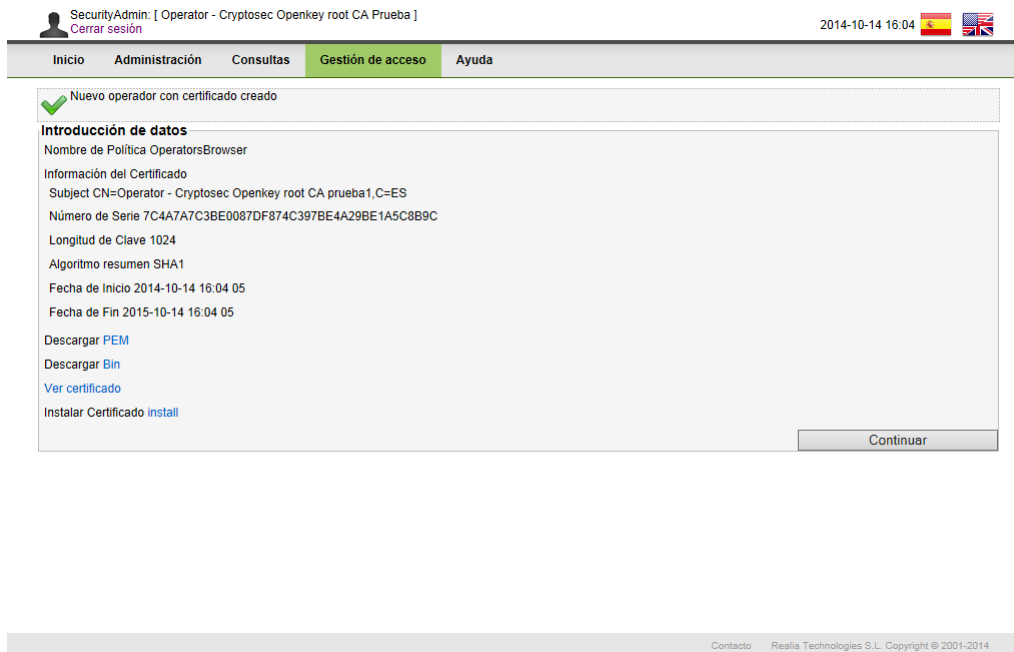 SecurityAdmin: [ Operator - Cryptosec Openkey root CA Prueba ]
Cerrar sesión
2014-10-14 16:04
Inicio Administración Consultas Gestión de acceso Ayuda
Nuevo operador con certificado creado
Introducción de datos
Nombre de Política OperatorsBrowser
Información del Certificado
Subject CN=Operator - Cryptosec Openkey root CA prueba1,C=ES
Número de Serie 7C4A7A7C3BE0087DF874C397BE4A29BE1A5C8B9C
Longitud de Clave 1024
Algoritmo resumen SHA1
Fecha de Inicio 2014-10-14 16:04 05
Fecha de Fin 2015-10-14 16:04 05
Descargar PEM
Descargar Bin
Ver certificado
Instalar Certificado install
Continuar
Contacto Realia Technologies S.L. Copyright © 2001-2014